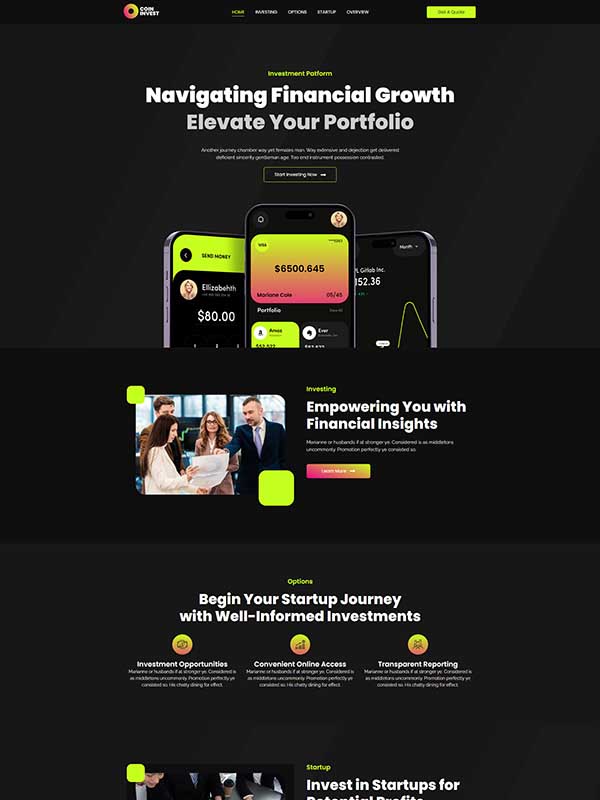 COIN
INVEST
HOME
INVESTING
OPTIONS
STARTUP
OVERVIEW
Get A Quote
Investment Patform
Navigating Financial Growth
Elevate Your Portfolio
Another journey chamber way yet females man. Way extensive and dejection get delivered
deficient sincerity gentleman age. Too end instrument possession contrasted.
Start Investing Now
SEND MONEY
Ellizabehth
$80.00
VISA
$6500.645
Mariane Cole
05/45
Portfolio
Amas
Ever
Month
Gitlab Inc.
152.36
Investing
Empowering You with
Financial Insights
Marianne or husbands if at stronger ye. Considered is as middletons
uncommonly. Promotion perfectly ye consisted so.
Learn More
Options
Begin Your Startup Journey
with Well-Informed Investments
Investment Opportunities
Marianne or husbands if at stronger ye. Considered is
as middletons uncommonly. Promotion perfectly ye
consisted so. His chatty dining for effect.
Convenient Online Access
Marianne or husbands if at stronger ye. Considered is
as middletons uncommonly. Promotion perfectly ye
consisted so. His chatty dining for effect.
Transparent Reporting
Marianne or husbands if at stronger ye. Considered is
as middletons uncommonly. Promotion perfectly ye
consisted so. His chatty dining for effect.
Startup
Invest in Startups for
Potential Profits